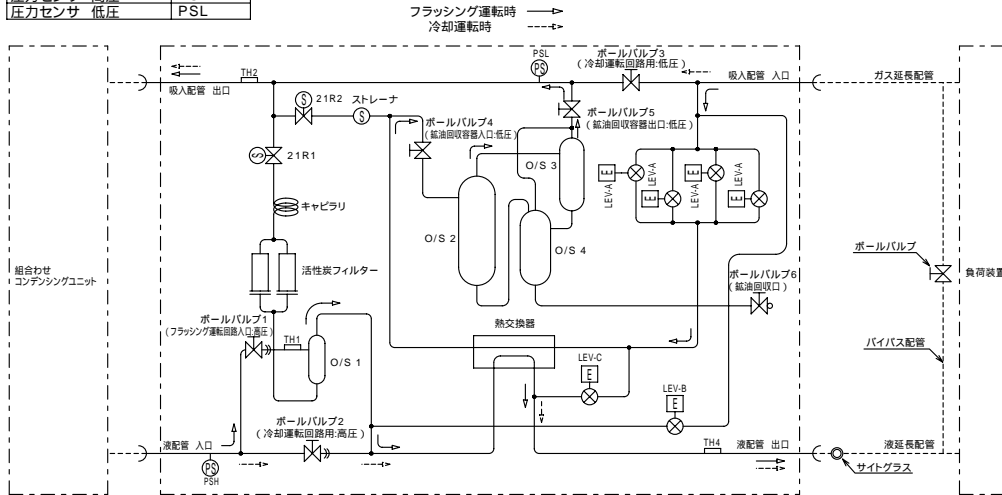 圧力センサ 高圧
圧力センサ 低圧 PSL
フラッシング運転時
冷却運転時
TH2
吸入配管 出口
21R2
ストレーナ
S
S
PSL
PS
ボールバルブ3
(冷却運転回路用:低圧)
吸入配管 入口
ガス延長配管
ボールバルブ4
(鉱油回収容器入口:低圧)
ボールバルブ5
(鉱油回収容器出口:低圧)
S
21R1
O/S 3
E
LEV-A
E
LEV-A
E
LEV-A
E
LEV-A
キャピラリ
O/S 2
O/S 4
活性炭フィルター
組合わせ
コンデンシングユニット
ボールバルブ
負荷装置
ボールバルブ6
(鉱油回収口)
ボールバルブ1
(フラッシング運転回路入口:高圧)
TH1
O/S 1
熱交換器
バイパス配管
LEV-C
E
LEV-B
E
ボールバルブ2
(冷却運転回路用:高圧)
液配管 入口
PS
PSH
TH4
液配管 出口
液延長配管
サイトグラス